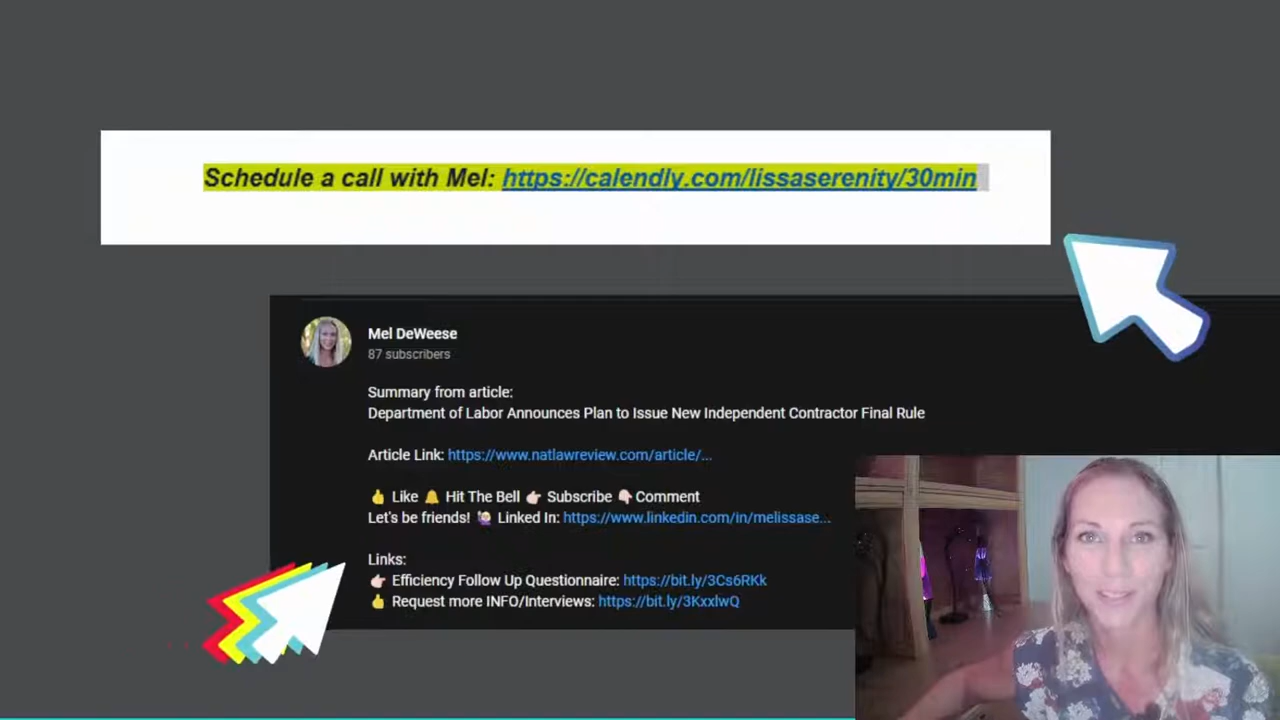 Schedule a call with Mel: https://calendly.com/lissaserenity/30min
Mel DeWeese
87 subscribers
Summary from article:
Department of Labor Announces Plan to Issue New Independent Contractor Final Rule
Article Link: https://www.natlawreview.com/article/...
👍 Like 🔔 Hit The Bell 👉🏻 Subscribe 👇🏻 Comment
Let's be friends! 🙋🏼‍♀️ Linked In: https://www.linkedin.com/in/melissase...
Links:
👉🏻 Efficiency Follow Up Questionnaire: https://bit.ly/3Cs6RKk
👍 Request more INFO/Interviews: https://bit.ly/3KxxlwQ